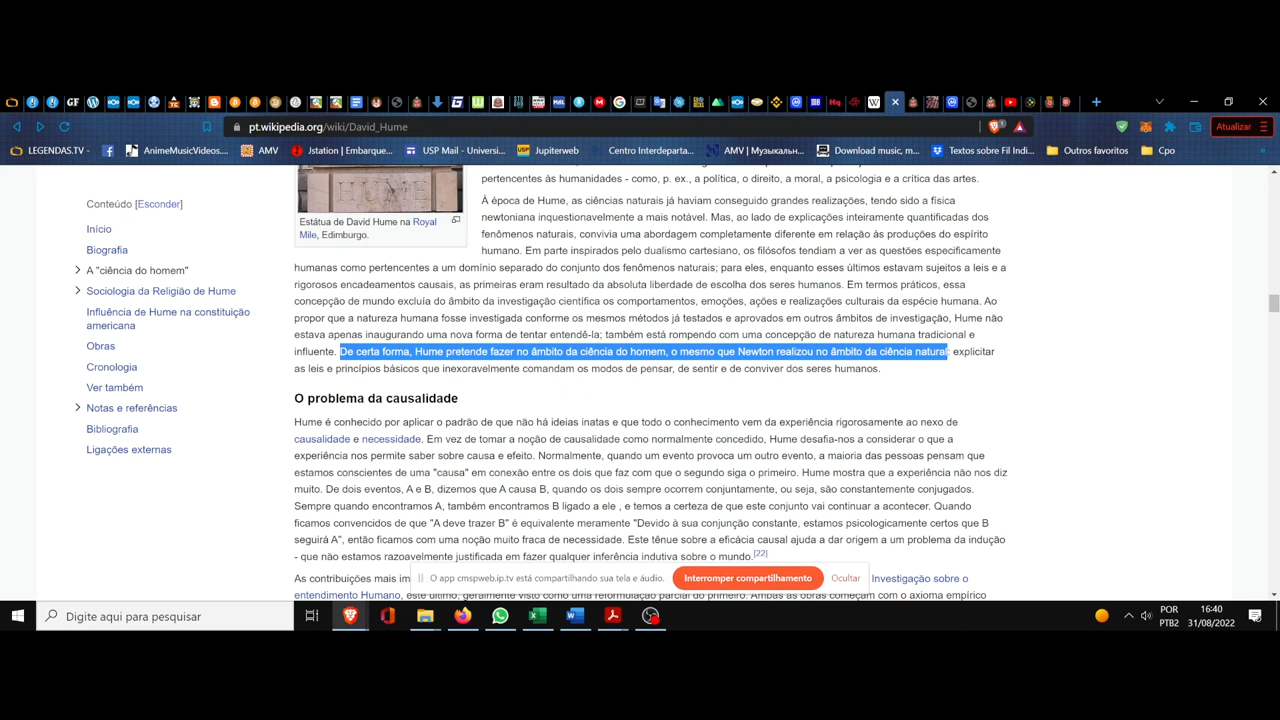 pt.wikipedia.org/wiki/David_Hume
Atualizar
LEGENDAS.TV - AnimeMusicVideos... AMV Jstation | Embarque... USP Mail - Universi... Jupiterweb Centro Interdeparta... AMV | Музыкальн... Download music, m... Textos sobre Fil Indi... Outros favoritos Cpo
Conteúdo [Esconder]
Início
Biografia
A "ciência do homem"
Sociologia da Religião de Hume
Influência de Hume na constituição
americana
Obras
Cronologia
Ver também
Notas e referências
Bibliografia
Ligações externas
HUME
Estátua de David Hume na Royal
Mile, Edimburgo.
pertencentes às humanidades - como, p. ex., a política, o direito, a moral, a psicologia e a crítica das artes.
À época de Hume, as ciências naturais já haviam conseguido grandes realizações, tendo sido a física
newtoniana inquestionavelmente a mais notável. Mas, ao lado de explicações inteiramente quantificadas dos
fenômenos naturais, convivia uma abordagem completamente diferente em relação às produções do espírito
humano. Em parte inspirados pelo dualismo cartesiano, os filósofos tendiam a ver as questões especificamente
humanas como pertencentes a um domínio separado do conjunto dos fenômenos naturais; para eles, enquanto esses últimos estavam sujeitos a leis e a
rigorosos encadeamentos causais, as primeiras eram resultado da absoluta liberdade de escolha dos seres humanos. Em termos práticos, essa
concepção de mundo excluía do âmbito da investigação científica os comportamentos, emoções, ações e realizações culturais da espécie humana. Ao
propor que a natureza humana fosse investigada conforme os mesmos métodos já testados e aprovados em outros âmbitos de investigação, Hume não
estava apenas inaugurando uma nova forma de tentar entendê-la; também está rompendo com uma concepção de natureza humana tradicional e
influente. De certa forma, Hume pretende fazer no âmbito da ciência do homem, o mesmo que Newton realizou no âmbito da ciência natural: explicitar
as leis e princípios básicos que inexoravelmente comandam os modos de pensar, de sentir e de conviver dos seres humanos.
O problema da causalidade
Hume é conhecido por aplicar o padrão de que não há ideias inatas e que todo o conhecimento vem da experiência rigorosamente ao nexo de
causalidade e necessidade. Em vez de tomar a noção de causalidade como normalmente concedido, Hume desafia-nos a considerar o que a
experiência nos permite saber sobre causa e efeito. Normalmente, quando um evento provoca um outro evento, a maioria das pessoas pensam que
estamos conscientes de uma "causa" em conexão entre os dois que faz com que o segundo siga o primeiro. Hume mostra que a experiência não nos diz
muito. De dois eventos, A e B, dizemos que A causa B, quando os dois sempre ocorrem conjuntamente, ou seja, são constantemente conjugados.
Sempre quando encontramos A, também encontramos B ligado a ele , e temos a certeza de que este conjunto vai continuar a acontecer. Quando
ficamos convencidos de que "A deve trazer B" é equivalente meramente "Devido à sua conjunção constante, estamos psicologicamente certos que B
seguirá A", então ficamos com uma noção muito fraca de necessidade. Este tênue sobre a eficácia causal ajuda a dar origem a um problema da indução
- que não estamos razoavelmente justificada em fazer qualquer inferência indutiva sobre o mundo.[22]
As contribuições mais im Investigação sobre o
entendimento Humano, este último, geralmente visto como uma reformulação parcial do primeiro. Ambas as obras começam com o axioma empírico
O app cmspweb.ip.tv está compartilhando sua tela e áudio. Interromper compartilhamento Ocultar
Digite aqui para pesquisar
POR
PTB2
16:40
31/08/2022